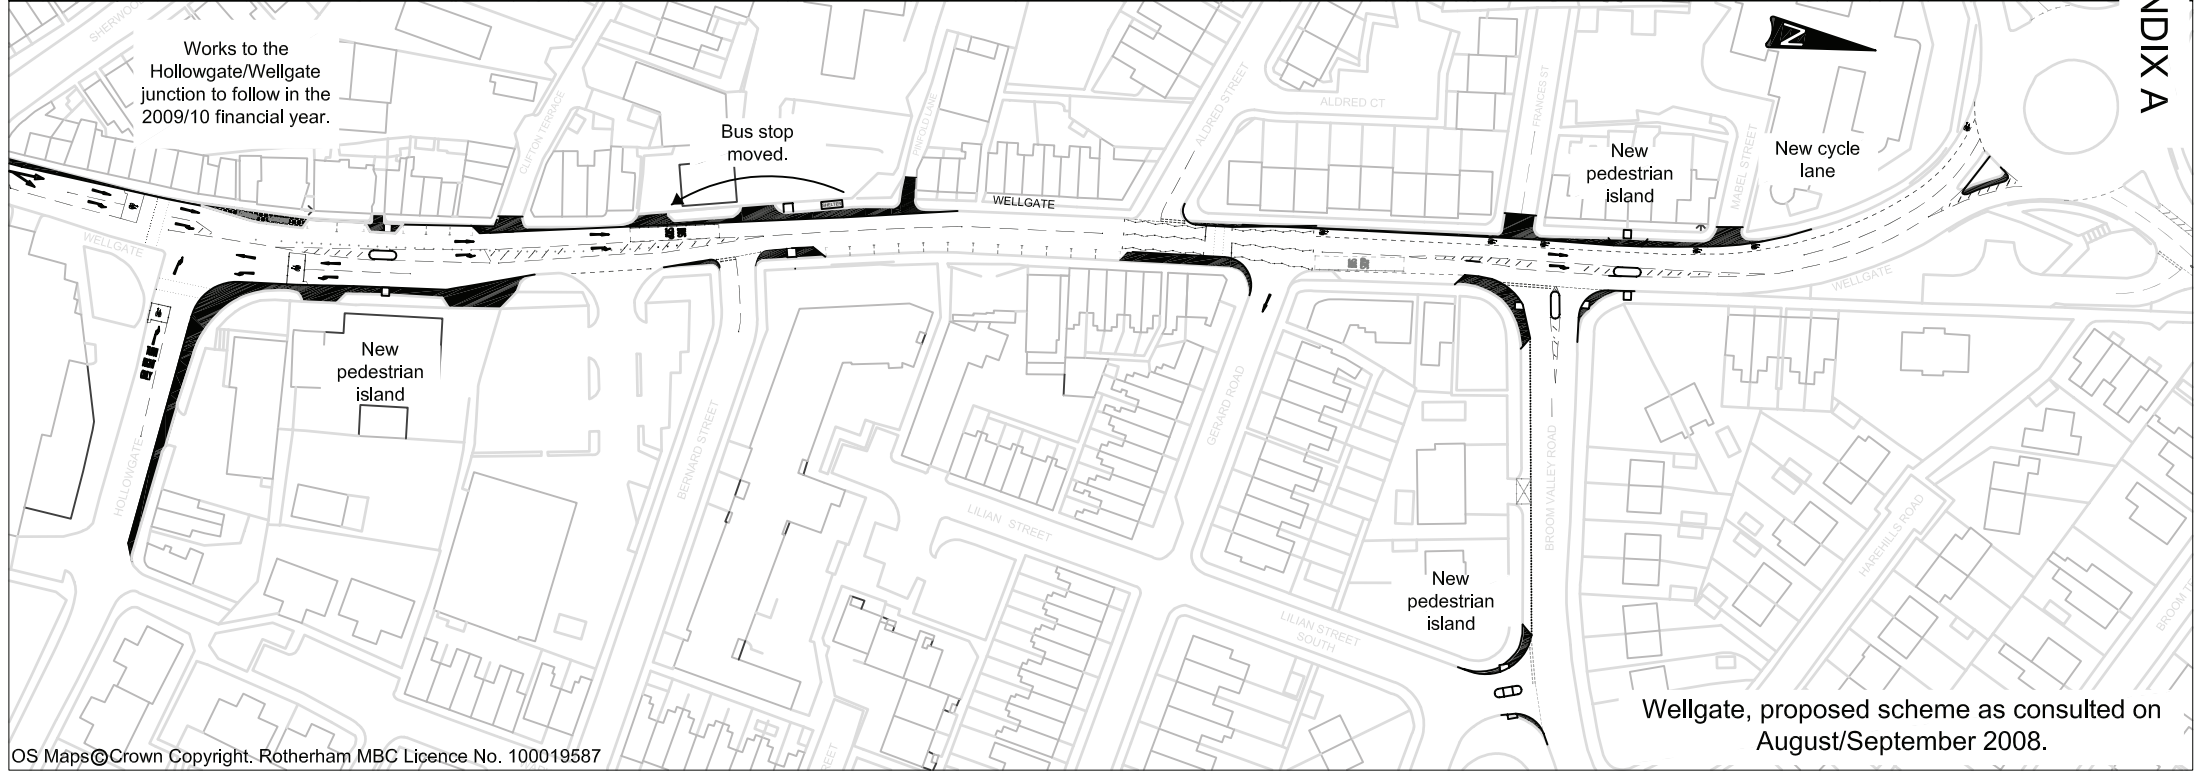 NDIX A
SHERWOO
Works to the
Hollowgate/Wellgate
junction to follow in the
2009/10 financial year.
CLIFTON TERRACE
Bus stop
moved.
PINFOLD LANE
ALDRED STREET
ALDRED CT
FRANCES ST
New
pedestrian
island
MABEL STREET
New cycle
lane
N
WELLGATE
WELLGATE
WELLGATE
New
pedestrian
island
HOLLOWGATE
BERNARD STREET
GERARD ROAD
LILIAN STREET
BROOM VALLEY ROAD
HAREHILLS ROAD
New
pedestrian
island
LILIAN STREET
SOUTH
BROOM
REET
Wellgate, proposed scheme as consulted on
August/September 2008.
OS Maps©Crown Copyright. Rotherham MBC Licence No. 100019587